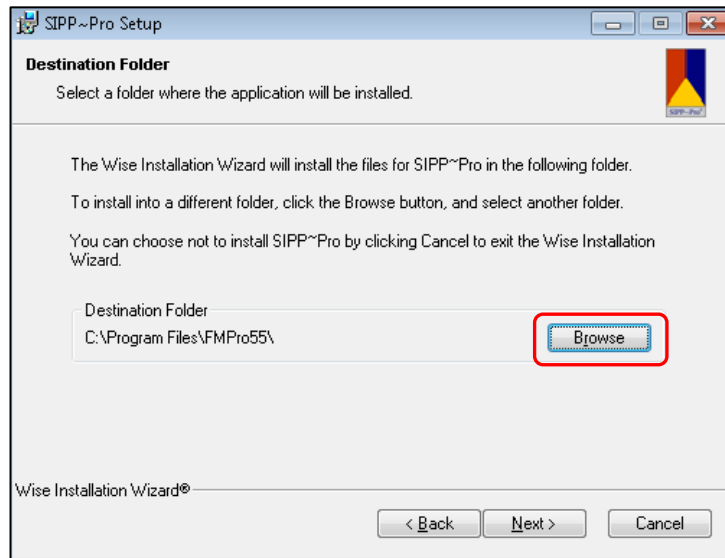 SIPP~Pro Setup
Destination Folder
Select a folder where the application will be installed.
SIPP~Pro
The Wise Installation Wizard will install the files for SIPP~Pro in the following folder.
To install into a different folder, click the Browse button, and select another folder.
You can choose not to install SIPP~Pro by clicking Cancel to exit the Wise Installation
Wizard.
Destination Folder
C:\Program Files\FMPro55\
Browse
Wise Installation Wizard®
< Back
Next >
Cancel